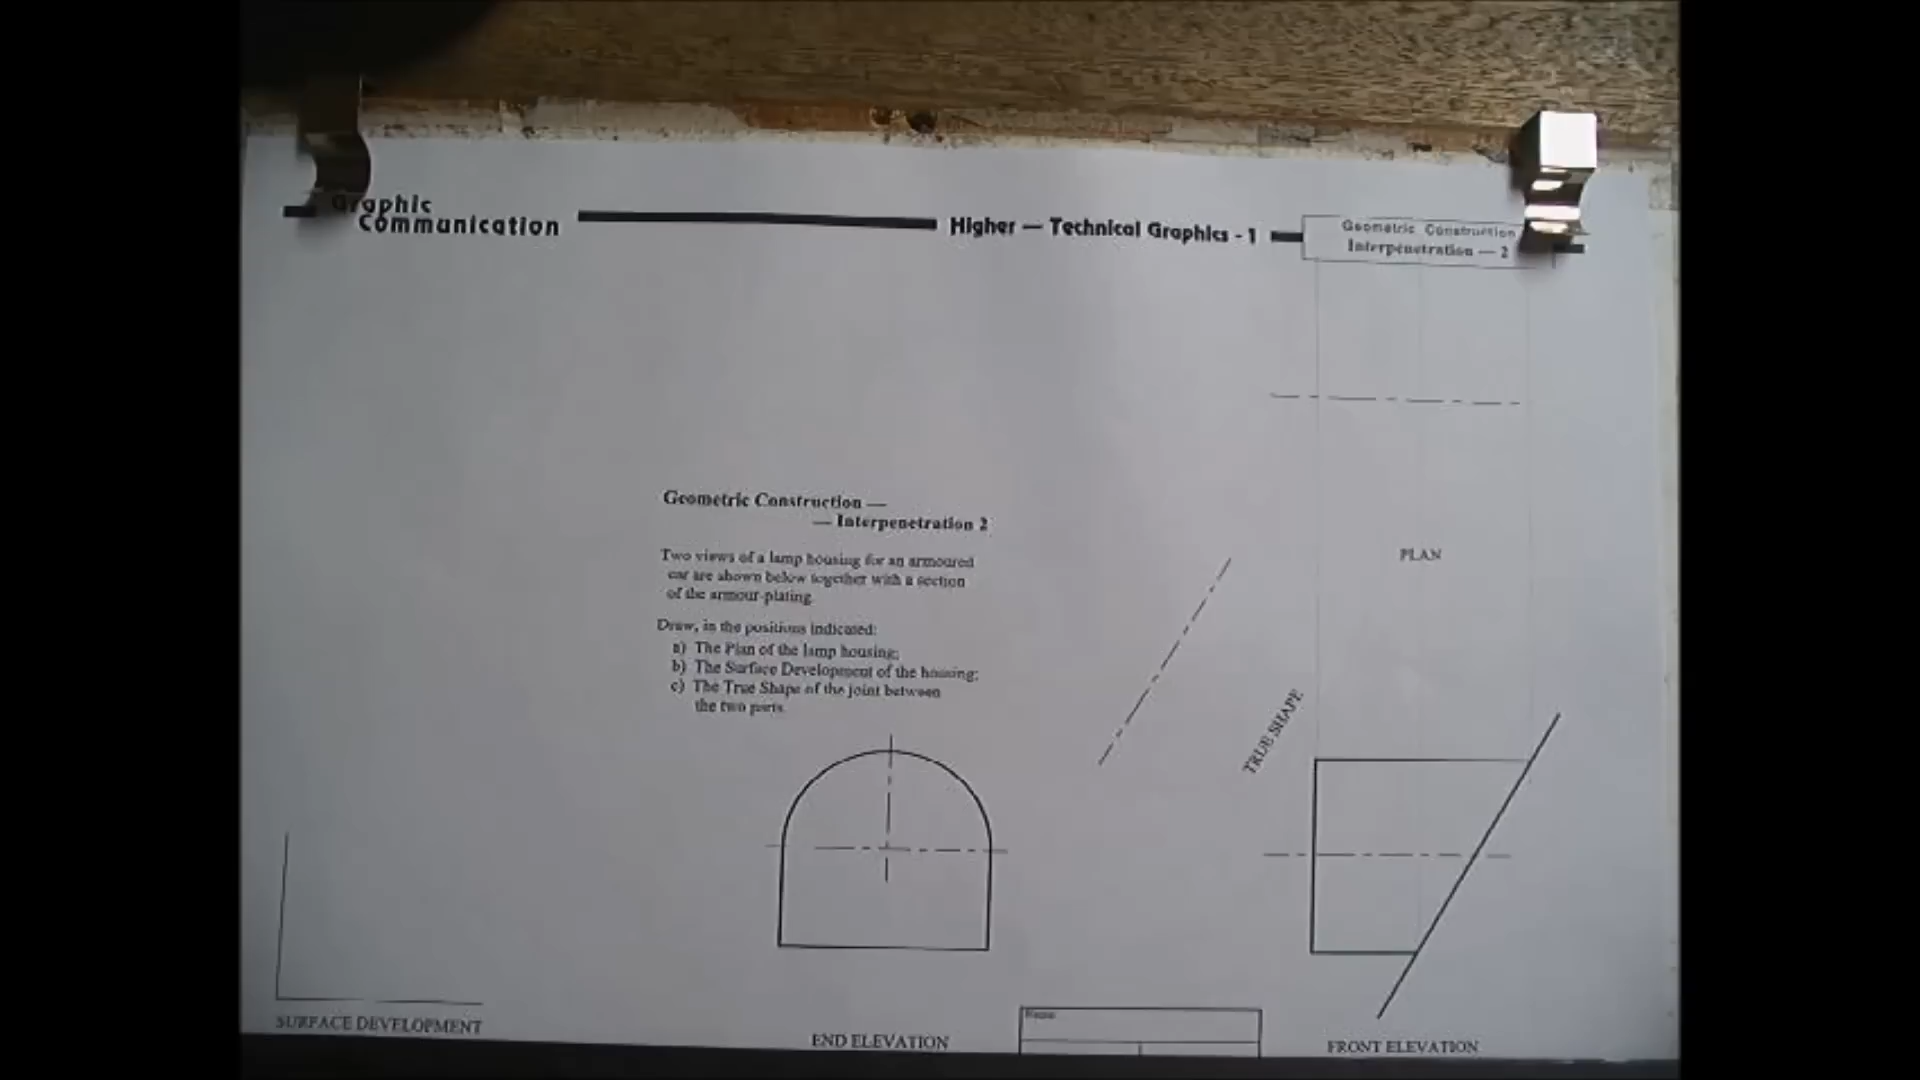 Graphic
Communication
Higher — Technical Graphics - 1
Geometric Construction
Interpenetration — 2
Geometric Construction —
— Interpenetration 2
Two views of a lamp housing for an armoured
car are shown below together with a section
of the armour-plating.
Draw, in the positions indicated:
a) The Plan of the lamp housing;
b) The Surface Development of the housing;
c) The True Shape of the joint between
the two parts.
PLAN
TRUE SHAPE
SURFACE DEVELOPMENT
END ELEVATION
Name
FRONT ELEVATION